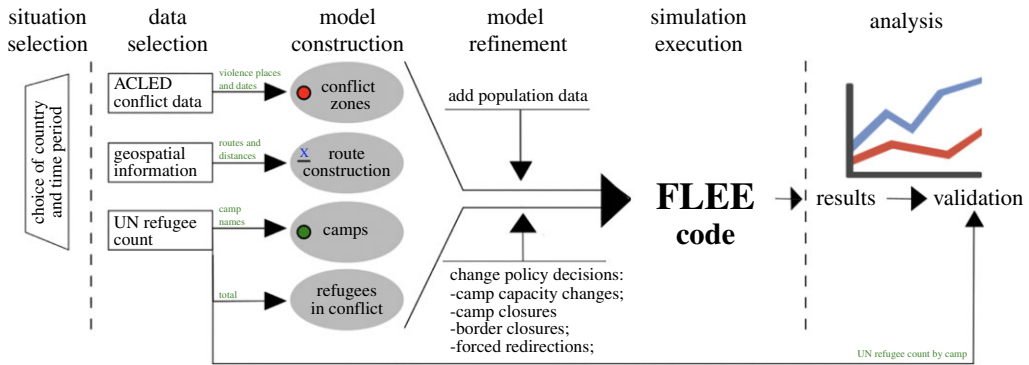 situation
selection
data
selection
model
construction
model
refinement
simulation
execution
analysis
choice of country
and time period
ACLED
conflict data
violence places
and dates
conflict
zones
geospatial
information
routes and
distances
X
route
construction
UN refugee
count
camp
names
camps
total
refugees
in conflict
add population data
change policy decisions:
-camp capacity changes;
-camp closures
-border closures;
-forced redirections;
FLEE
code
results
validation
UN refugee count by camp